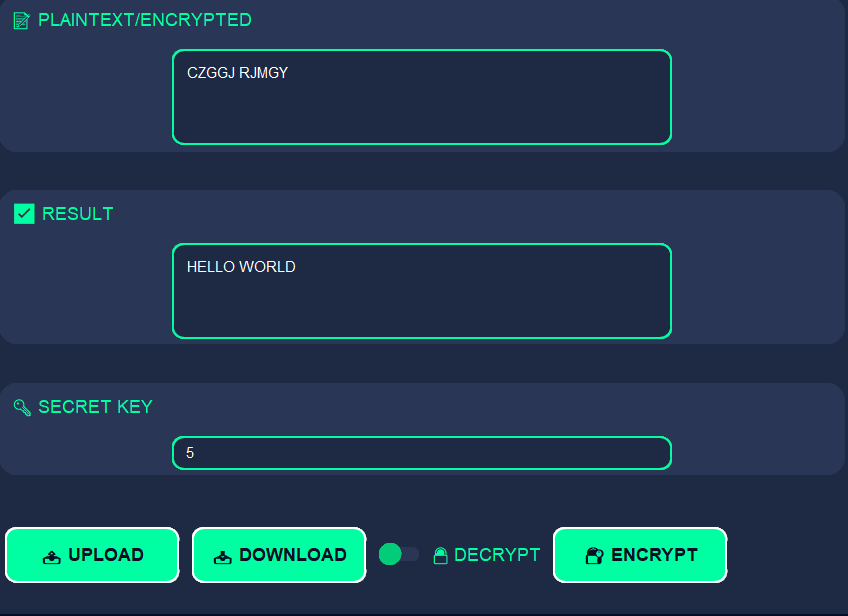 PLAINTEXT/ENCRYPTED
CZGGJ RJMGY
RESULT
HELLO WORLD
SECRET KEY
5
UPLOAD DOWNLOAD DECRYPT ENCRYPT